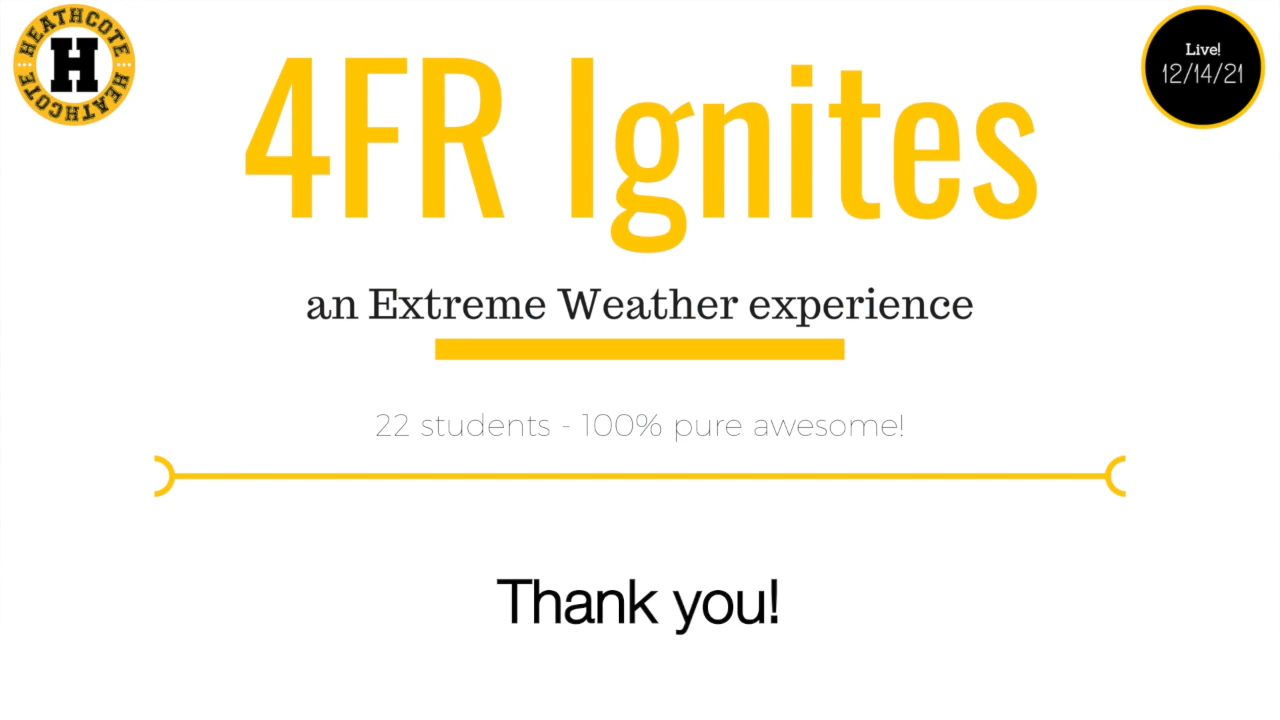 HEATHCOTE
H
HEATHCOTE
Live!
12/14/21
4FR Ignites
an Extreme Weather experience
22 students - 100% pure awesome!
Thank you!